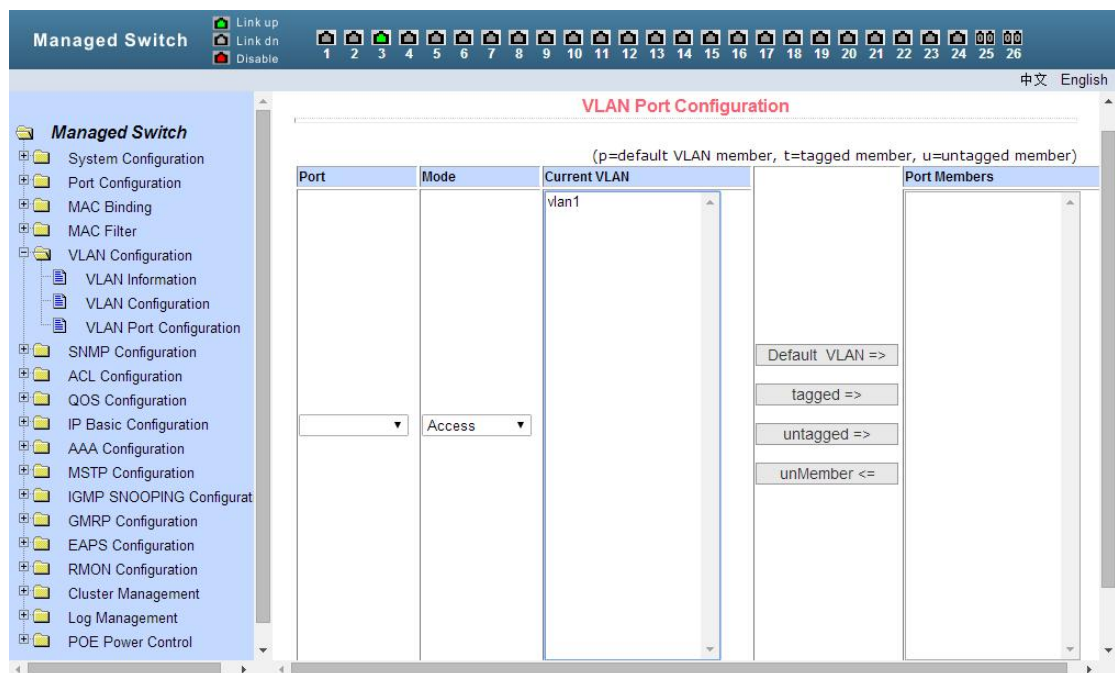 Managed Switch
Link up
Link dn
Disable
1 2 3 4 5 6 7 8 9 10 11 12 13 14 15 16 17 18 19 20 21 22 23 24 25 26
中文 English
Managed Switch
System Configuration
Port Configuration
MAC Binding
MAC Filter
VLAN Configuration
VLAN Information
VLAN Configuration
VLAN Port Configuration
SNMP Configuration
ACL Configuration
QOS Configuration
IP Basic Configuration
AAA Configuration
MSTP Configuration
IGMP SNOOPING Configurat
GMRP Configuration
EAPS Configuration
RMON Configuration
Cluster Management
Log Management
POE Power Control
VLAN Port Configuration
(p=default VLAN member, t=tagged member, u=untagged member)
Port Mode Current VLAN Port Members
vlan1
Access
Default VLAN =>
tagged =>
untagged =>
unMember <=